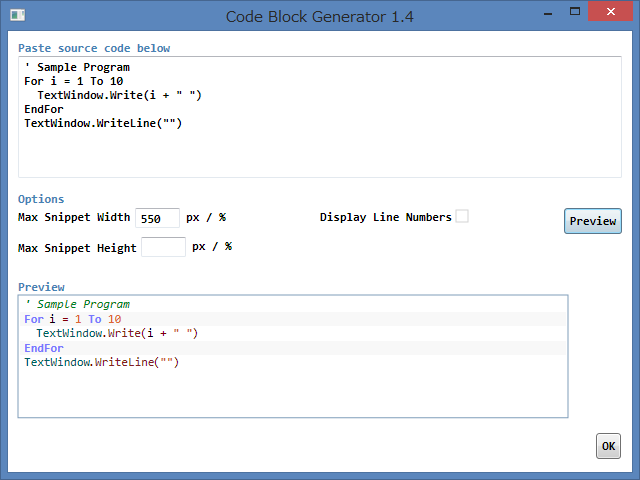 Code Block Generator 1.4
Paste source code below
' Sample Program
For i = 1 To 10
  TextWindow.Write(i + " ")
EndFor
TextWindow.WriteLine("")
Options
Max Snippet Width 550 px / % Display Line Numbers Preview
Max Snippet Height px / %
Preview
' Sample Program
For i = 1 To 10
  TextWindow.Write(i + " ")
EndFor
TextWindow.WriteLine("")
OK